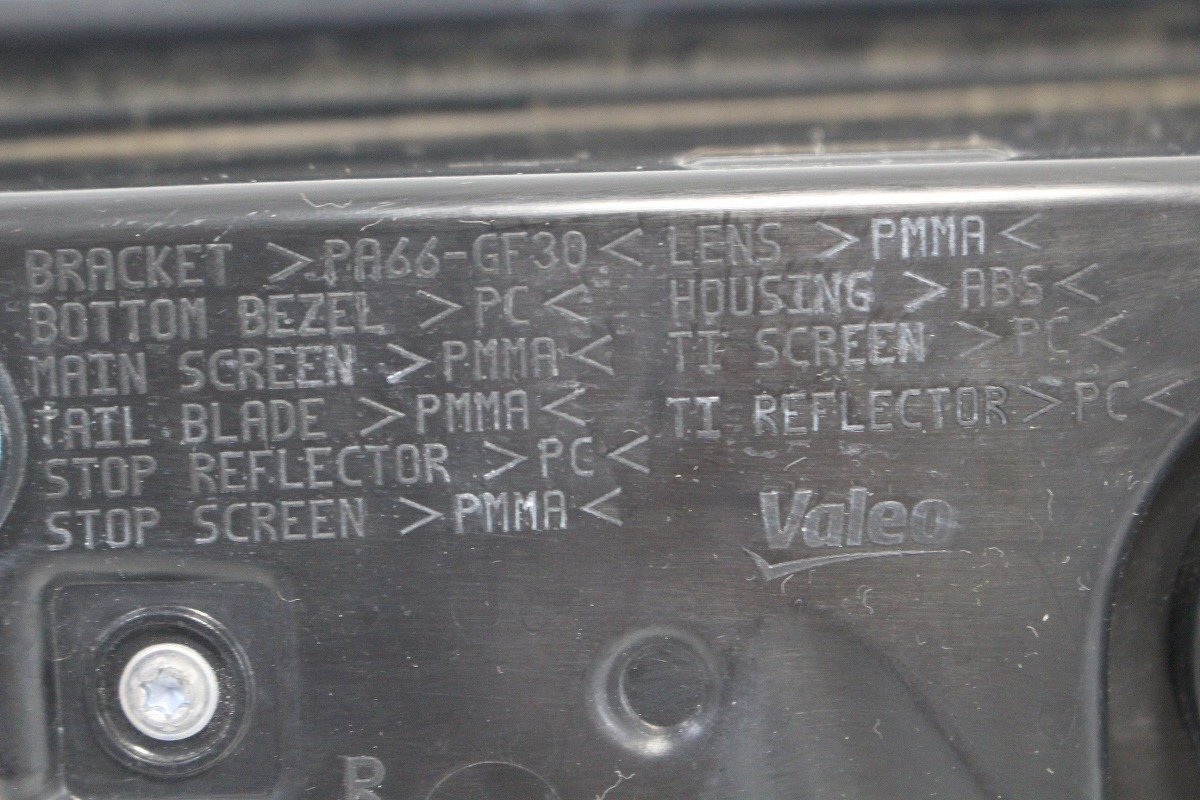 BRACKET >PA66-GF30<
BOTTOM BEZEL >PC<
MAIN SCREEN >PMMA<
TAIL BLADE >PMMA<
STOP REFLECTOR >PC<
STOP SCREEN >PMMA<
LENS >PMMA<
HOUSING >ABS<
TI SCREEN >PC<
TI REFLECTOR >PC<
Valeo
R